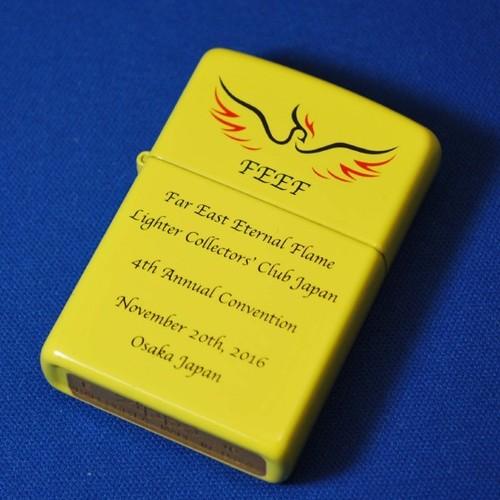 FEEF
Far East Eternal Flame
Lighter Collectors' Club Japan
4th Annual Convention
November 20th, 2016
Osaka Japan